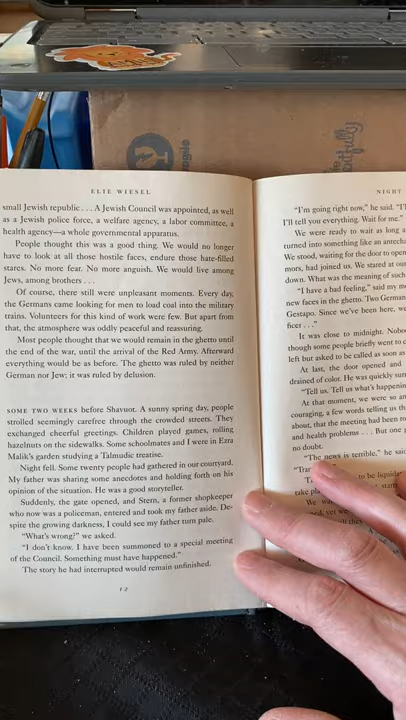 ELIE WIESEL
small Jewish republic . . . A Jewish Council was appointed, as well
as a Jewish police force, a welfare agency, a labor committee, a
health agency—a whole governmental apparatus.
People thought this was a good thing. We would no longer
have to look at all those hostile faces, endure those hate-filled
stares. No more fear. No more anguish. We would live among
Jews, among brothers . . .
Of course, there were still unpleasant moments. Every day,
the Germans came looking for men to load coal into the military
trains. Volunteers for this kind of work were few. But apart from
that, the atmosphere was oddly peaceful and reassuring.
Most people thought that we would remain in the ghetto until
the end of the war, until the arrival of the Red Army. Afterward
everything would be as before. The ghetto was ruled by neither
German nor Jew; it was ruled by delusion.
SOME TWO WEEKS before Shavuot. A sunny spring day, people
strolled seemingly carefree through the crowded streets. They
exchanged cheerful greetings. Children played games, rolling
hazelnuts on the sidewalks. Some schoolmates and I were in Ezra
Malik's garden studying a Talmudic treatise.
Night fell. Some twenty people had gathered in our courtyard.
My father was sharing some anecdotes and holding forth on his
opinion of the situation. He was a good storyteller.
Suddenly, the gate opened, and Stern, a former shopkeeper
who now was a policeman, entered and took my father aside. De-
spite the growing darkness, I could see my father turn pale.
"What's wrong?" we asked.
"I don't know. I have been summoned to a special meeting
of the Council. Something must have happened."
The story he had interrupted would remain unfinished.
12
NIGHT
"I'm going right now," he said.
I'll tell you everything. Wait for me."
We were ready to wait as long a
turned into something like an
We stood, waiting for the door to
mors, had joined us. We stared at
down. What was the meaning of such
"I have a bad feeling," said my
new faces in the ghetto. Two German
Gestapo. Since we've been here,
ficer . . ."
It was close to midnight.
though some people briefly went to
left but asked to be called as soon as
At last, the door opened and
drained of color. He was quickly
"Tell us. Tell us what's
At that moment, we were so
couraging, a few words telling us
about, that the meeting had been
and health problems . . . But one
no doubt.
"The news is terrible," he
to be
take
yet